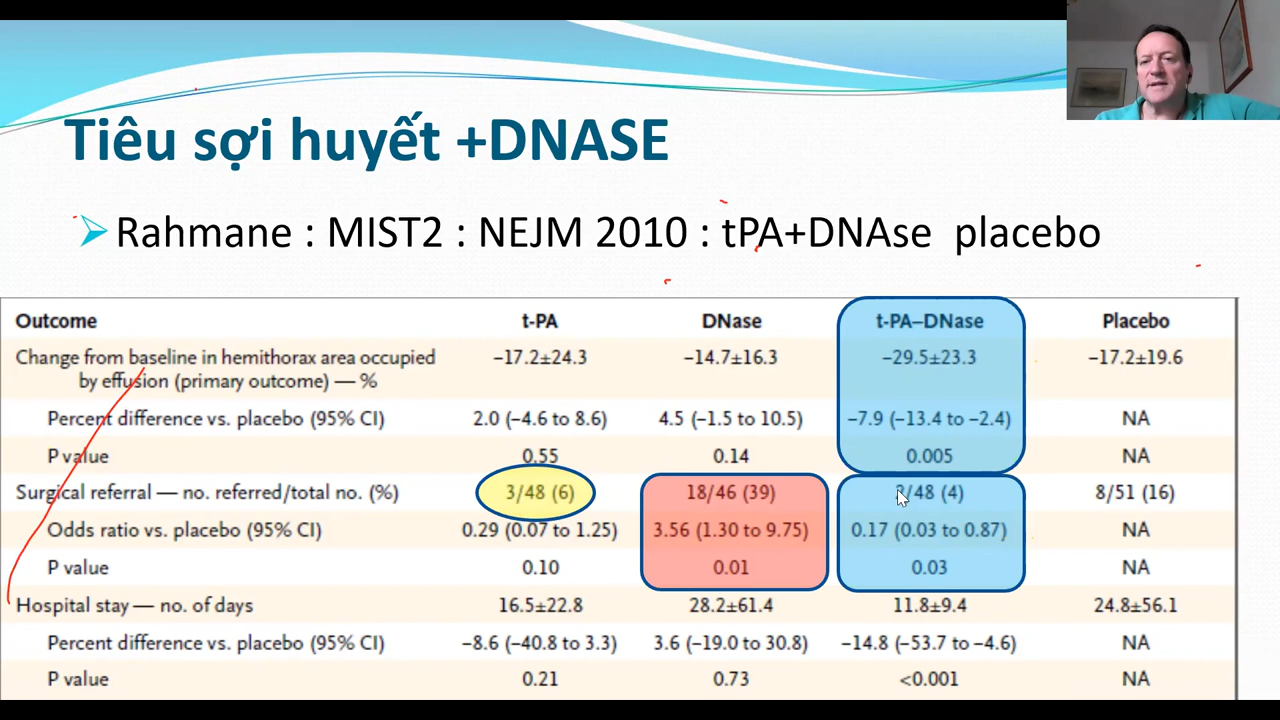 Tiêu sợi huyết +DNASE
Rahmane : MIST2 : NEJM 2010 : tPA+DNAse placebo
Outcome t-PA DNase t-PA–DNase Placebo
Change from baseline in hemithorax area occupied
by effusion (primary outcome) — % −17.2±24.3 −14.7±16.3 −29.5±23.3 −17.2±19.6
Percent difference vs. placebo (95% CI) 2.0 (−4.6 to 8.6) 4.5 (−1.5 to 10.5) −7.9 (−13.4 to −2.4) NA
P value 0.55 0.14 0.005 NA
Surgical referral — no. referred/total no. (%) 3/48 (6) 18/46 (39) /48 (4) 8/51 (16)
Odds ratio vs. placebo (95% CI) 0.29 (0.07 to 1.25) 3.56 (1.30 to 9.75) 0.17 (0.03 to 0.87) NA
P value 0.10 0.01 0.03 NA
Hospital stay — no. of days 16.5±22.8 28.2±61.4 11.8±9.4 24.8±56.1
Percent difference vs. placebo (95% CI) −8.6 (−40.8 to 3.3) 3.6 (−19.0 to 30.8) −14.8 (−53.7 to −4.6) NA
P value 0.21 0.73 <0.001 NA